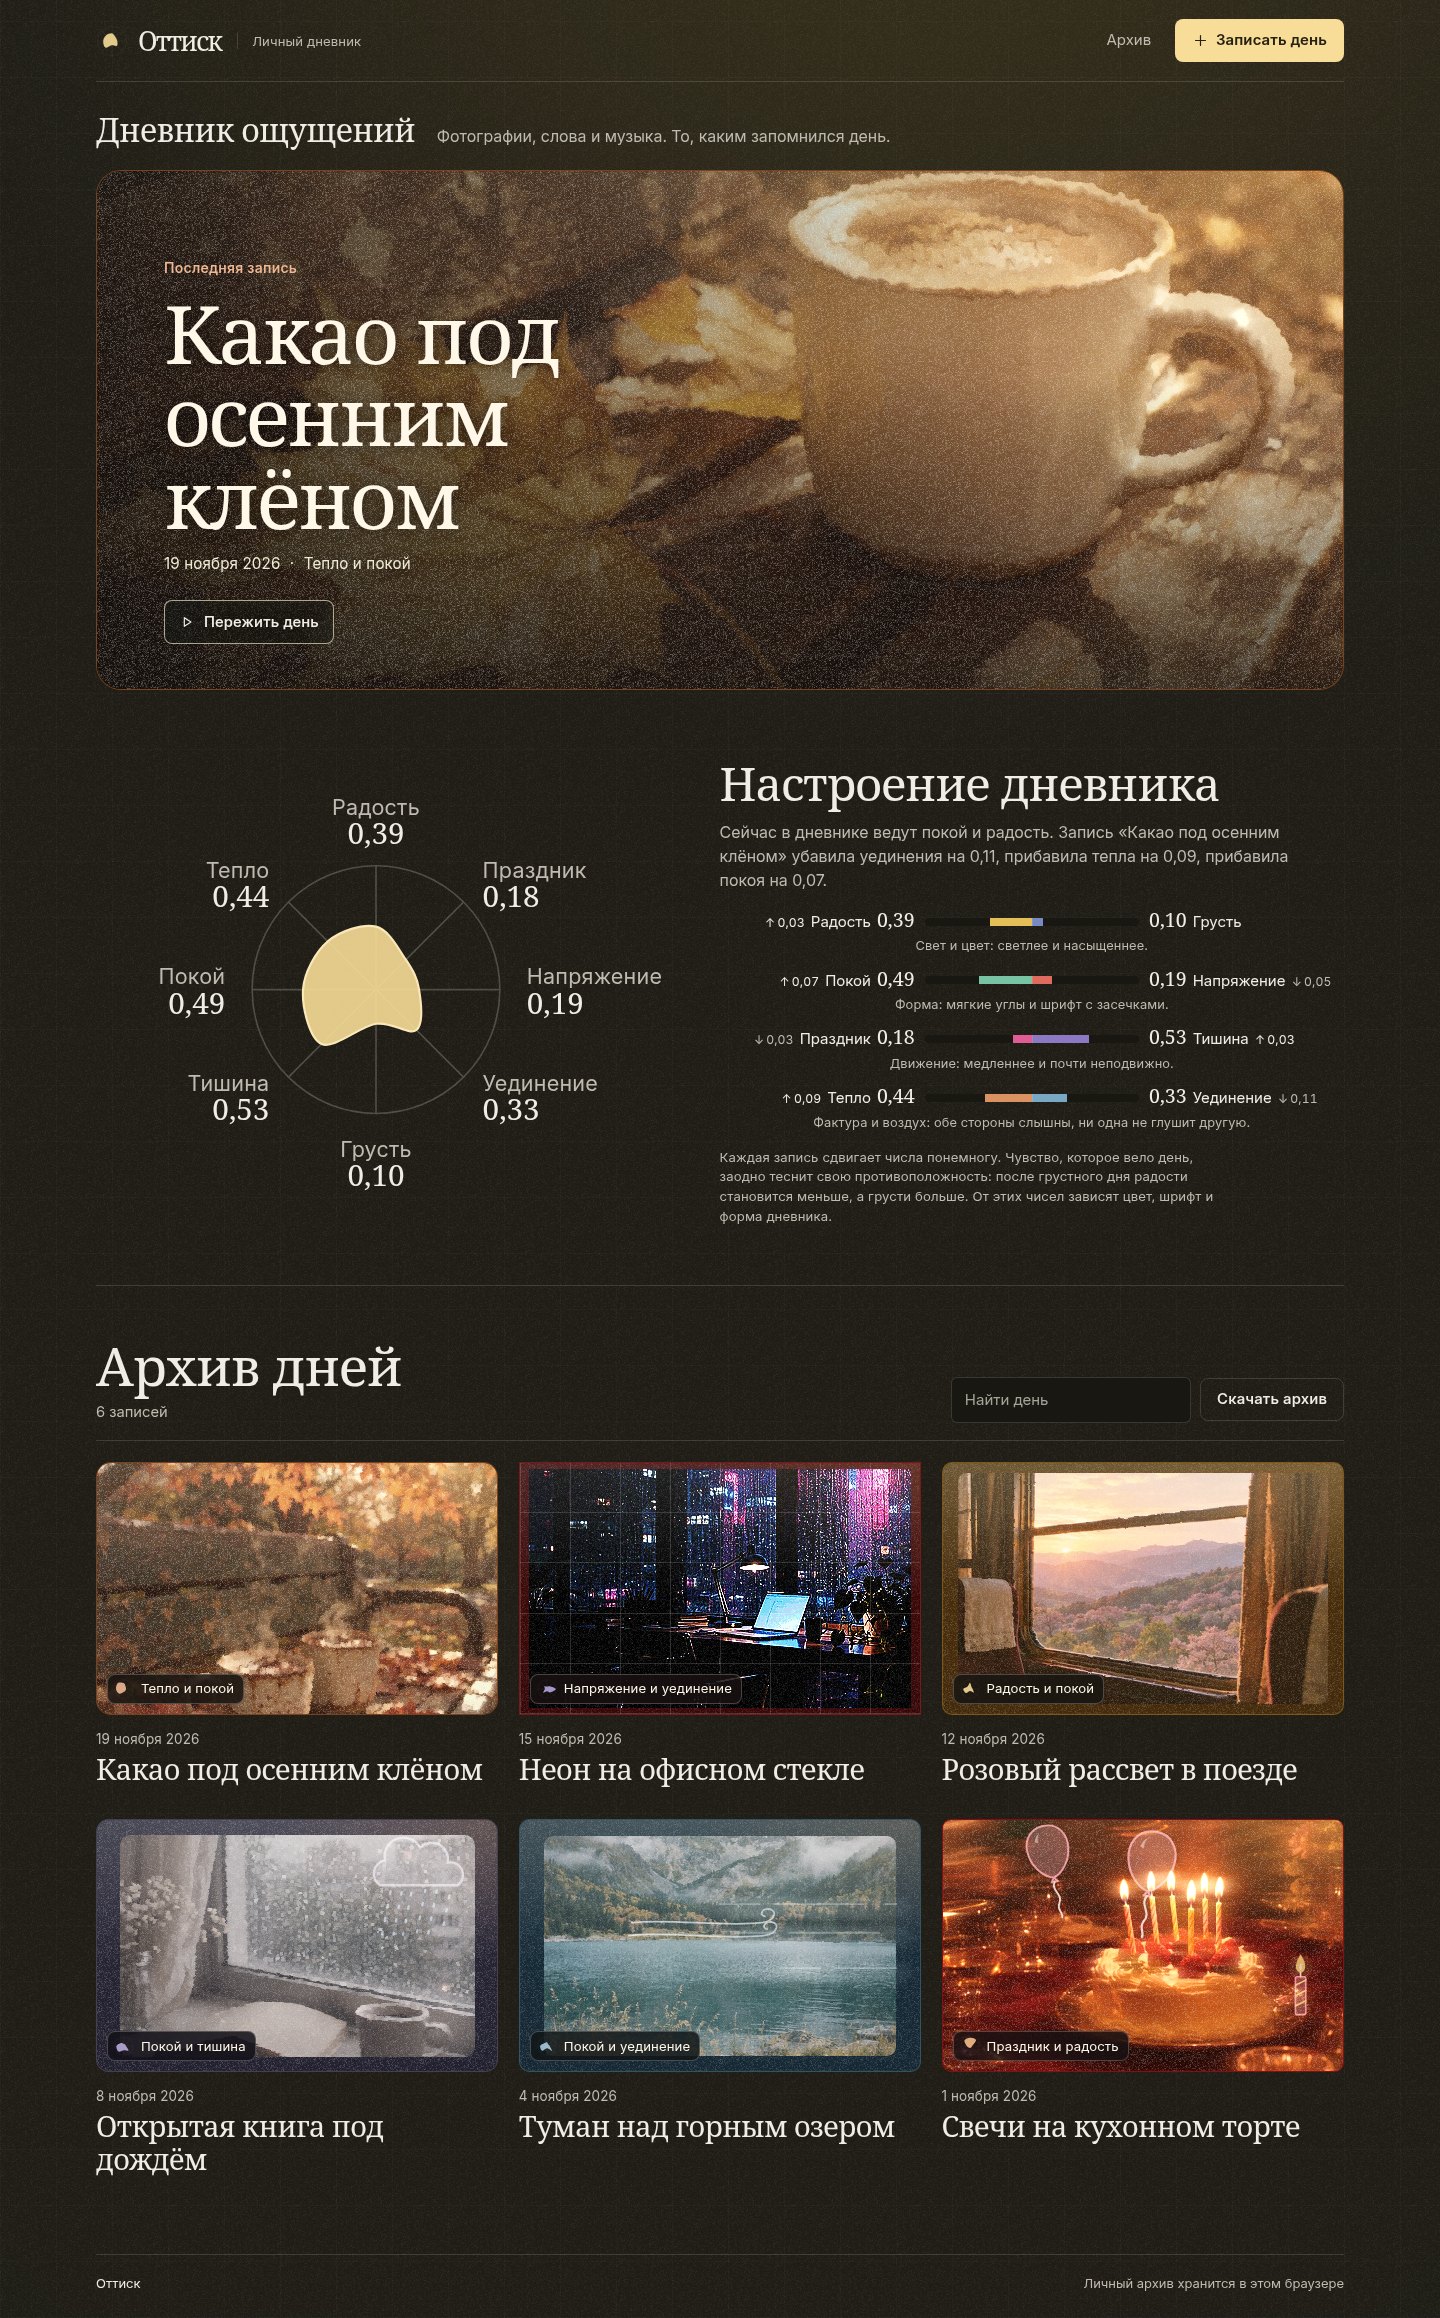 Оттиск
Личный дневник
Архив
Записать день
Дневник ощущений
Фотографии, слова и музыка. То, каким запомнился день.
Последняя запись
Какао под
осенним
клёном
19 ноября 2026 · Тепло и покой
Пережить день
Радость
0,39
Тепло
0,44
Праздник
0,18
Покой
0,49
Напряжение
0,19
Тишина
0,53
Уединение
0,33
Грусть
0,10
Настроение дневника
Сейчас в дневнике ведут покой и радость. Запись «Какао под осенним
клёном» убавила уединения на 0,11, прибавила тепла на 0,09, прибавила
покоя на 0,07.
↑0,03 Радость 0,39 0,10 Грусть
Свет и цвет: светлее и насыщеннее.
↑0,07 Покой 0,49 0,19 Напряжение ↓0,05
Форма: мягкие углы и шрифт с засечками.
↓0,03 Праздник 0,18 0,53 Тишина ↑0,03
Движение: медленнее и почти неподвижно.
↑0,09 Тепло 0,44 0,33 Уединение ↓0,11
Фактура и воздух: обе стороны слышны, ни одна не глушит другую.
Каждая запись сдвигает числа понемногу. Чувство, которое вело день,
заодно теснит свою противоположность: после грустного дня радости
становится меньше, а грусти больше. От этих чисел зависят цвет, шрифт и
форма дневника.
Архив дней
6 записей
Найти день
Скачать архив
Тепло и покой
Напряжение и уединение
Радость и покой
19 ноября 2026
Какао под осенним клёном
15 ноября 2026
Неон на офисном стекле
12 ноября 2026
Розовый рассвет в поезде
Покой и тишина
Покой и уединение
Праздник и радость
8 ноября 2026
Открытая книга под
дождём
4 ноября 2026
Туман над горным озером
1 ноября 2026
Свечи на кухонном торте
Оттиск
Личный архив хранится в этом браузере